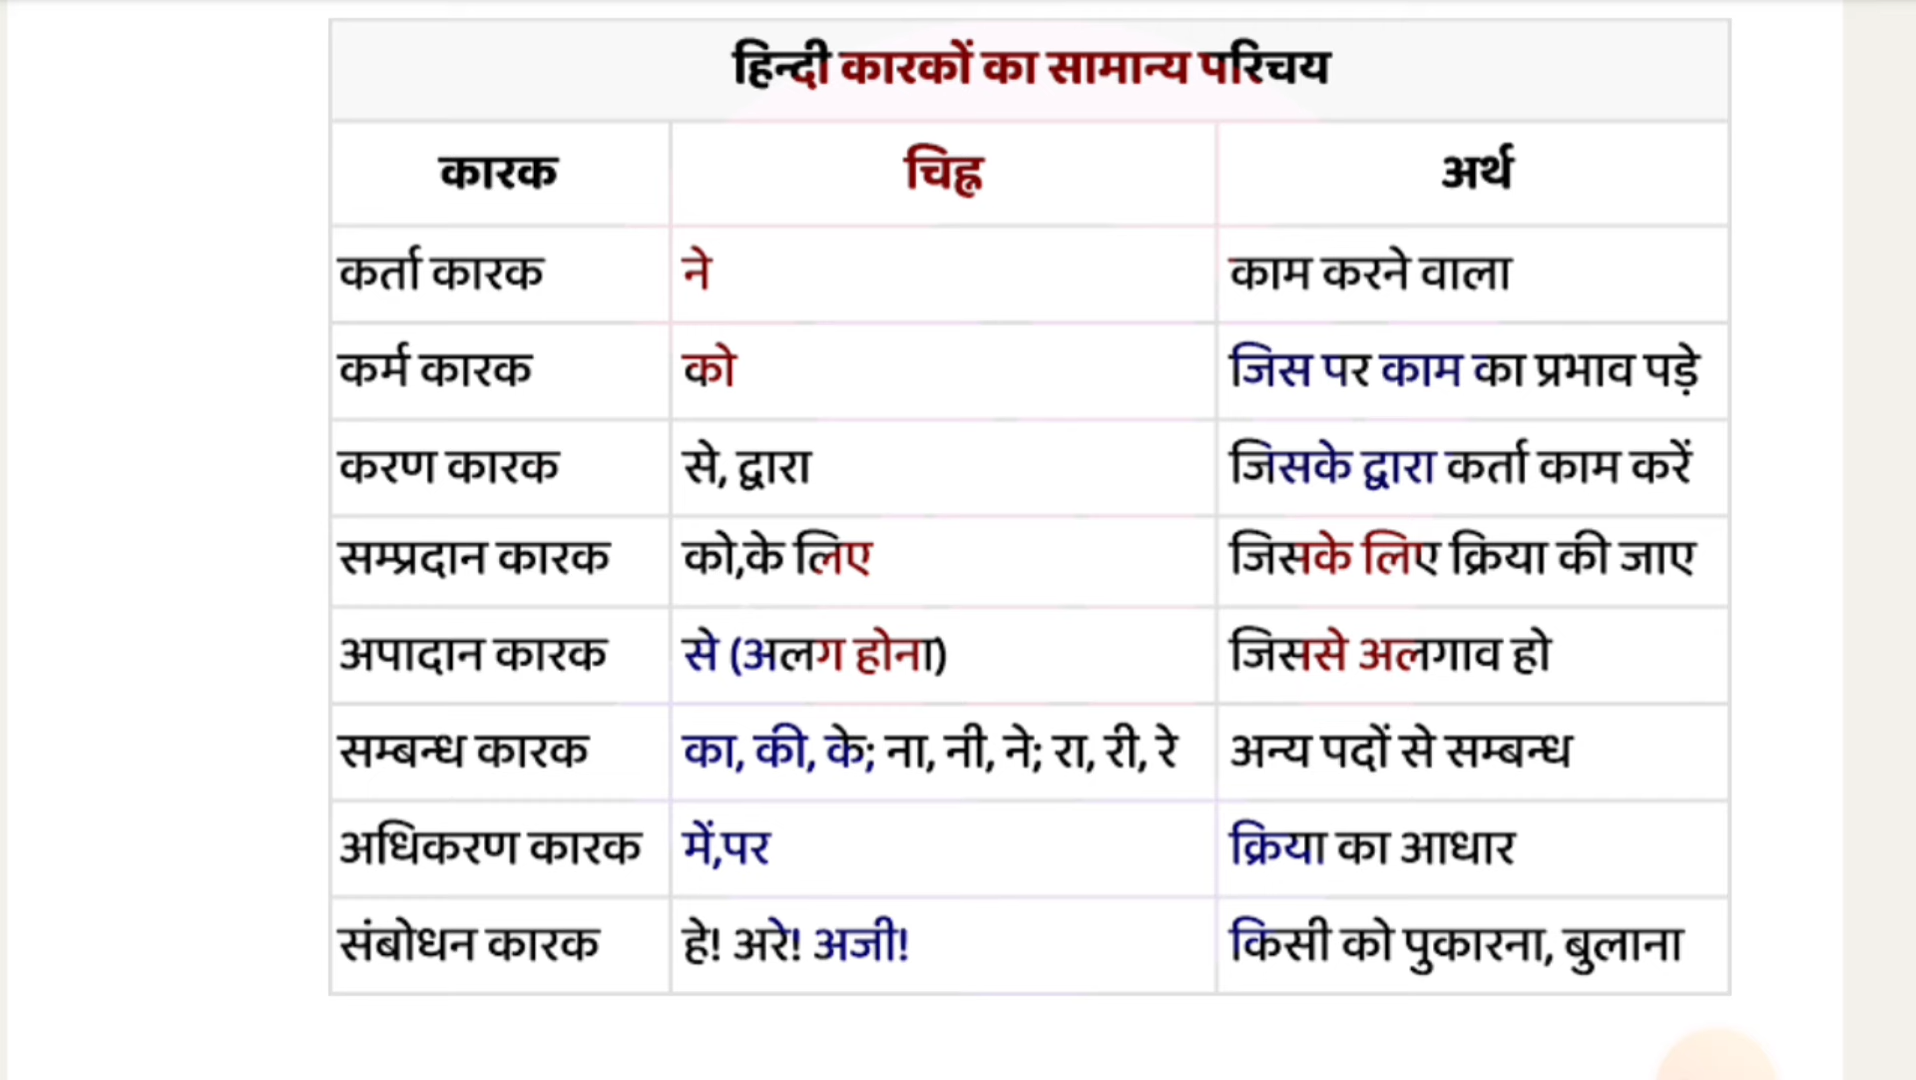 हिन्दी कारकों का सामान्य परिचय
कारक चिह्न अर्थ
कर्ता कारक ने काम करने वाला
कर्म कारक को जिस पर काम का प्रभाव पड़े
करण कारक से, द्वारा जिसके द्वारा कर्ता काम करें
सम्प्रदान कारक को,के लिए जिसके लिए क्रिया की जाए
अपादान कारक से (अलग होना) जिससे अलगाव हो
सम्बन्ध कारक का, की, के; ना, नी, ने; रा, री, रे अन्य पदों से सम्बन्ध
अधिकरण कारक में,पर क्रिया का आधार
संबोधन कारक हे! अरे! अजी! किसी को पुकारना, बुलाना